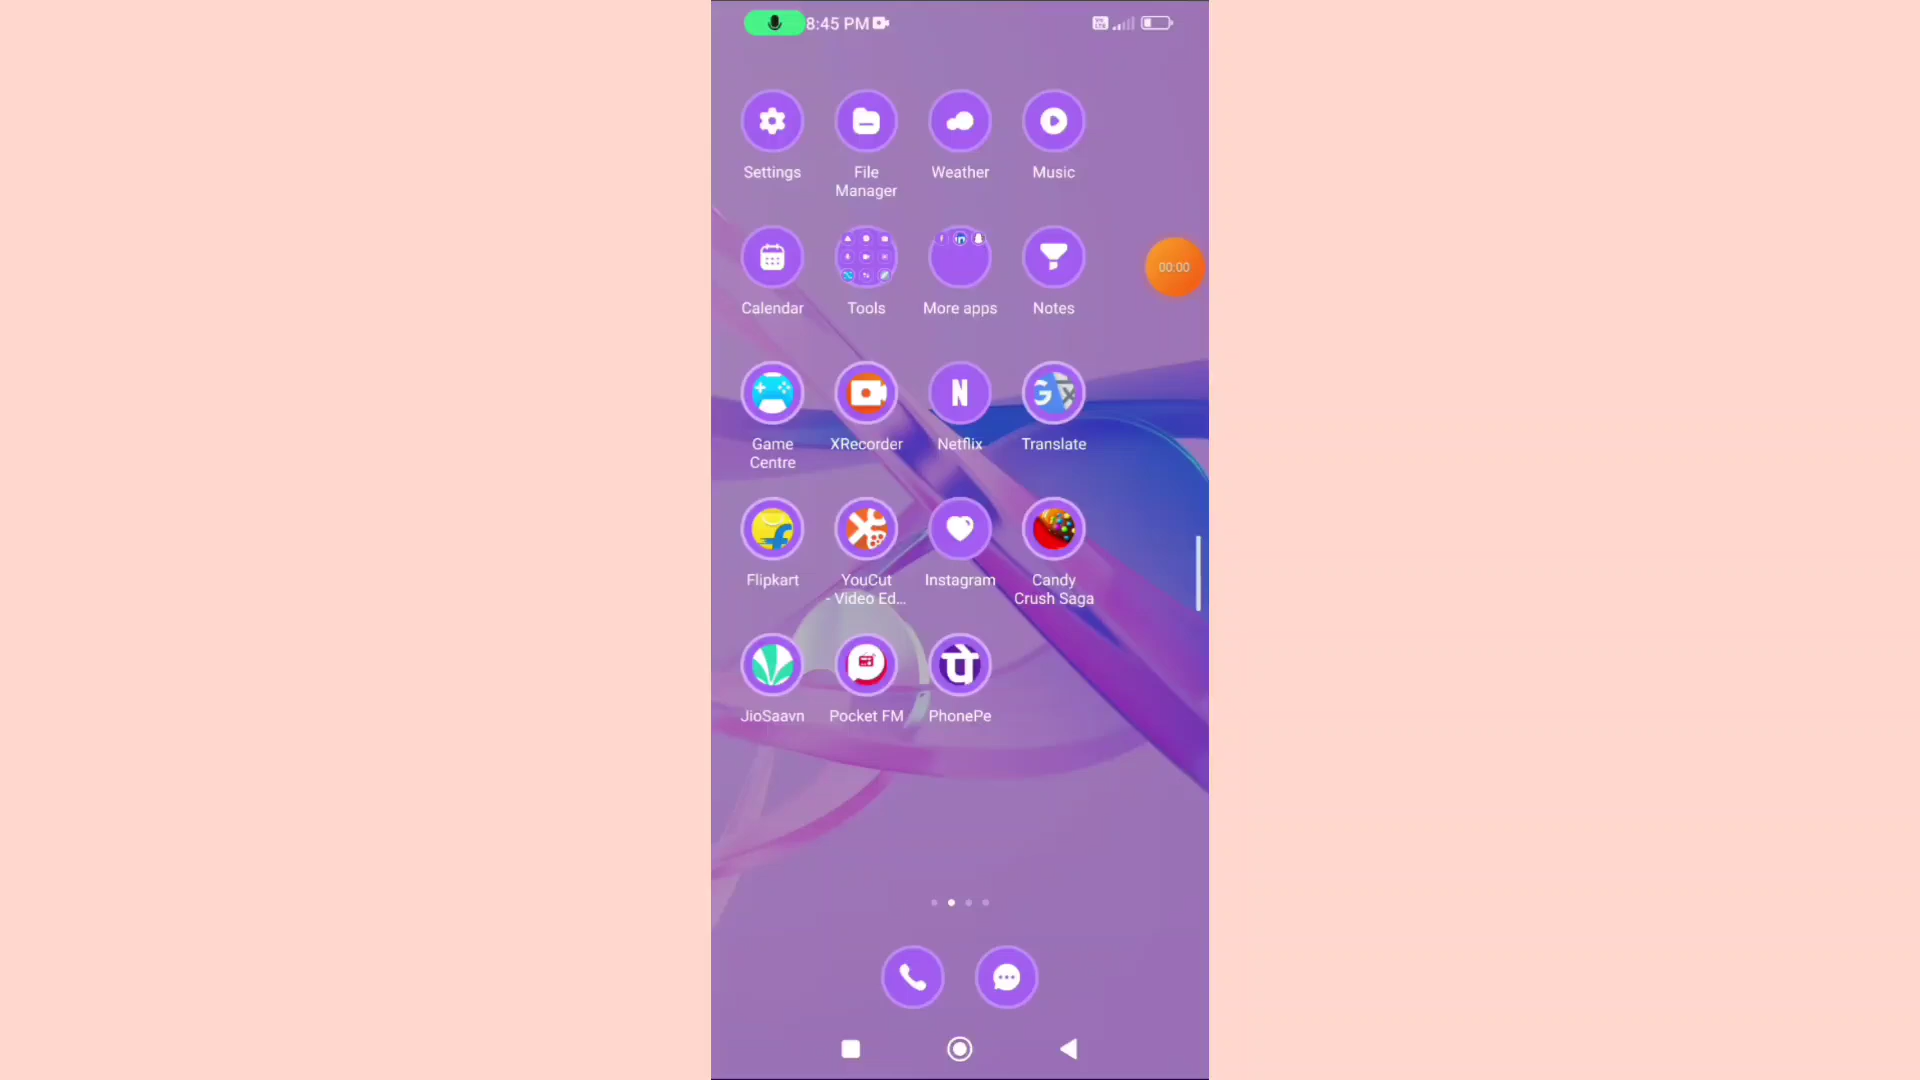 8:45 PM
Settings
File
Manager
Weather
Music
Calendar
Tools
More apps
Notes
00:00
Game
Centre
XRecorder
Netflix
Translate
Flipkart
YouCut
- Video Ed...
Instagram
Candy
Crush Saga
JioSaavn
Pocket FM
PhonePe